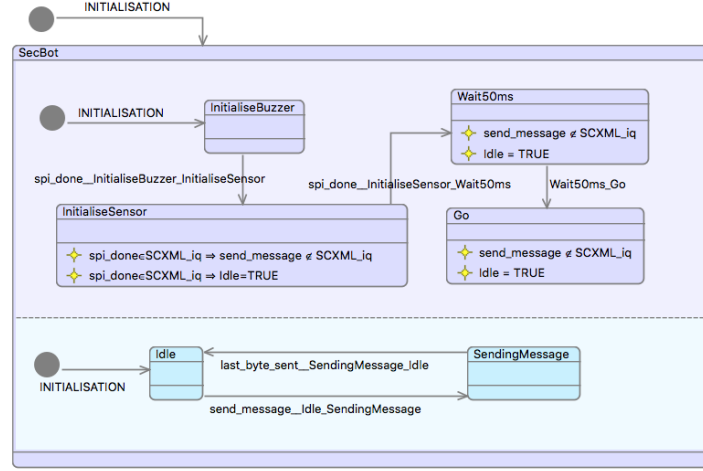 INITIALISATION
SecBot
INITIALISATION
InitialiseBuzzer
Wait50ms
send_message ∉ SCXML_iq
Idle = TRUE
spi_done__InitialiseBuzzer_InitialiseSensor
spi_done__InitialiseSensor_Wait50ms
Wait50ms_Go
InitialiseSensor
spi_done∈SCXML_iq ⇒ send_message ∉ SCXML_iq
spi_done∈SCXML_iq ⇒ Idle=TRUE
Go
send_message ∉ SCXML_iq
Idle = TRUE
INITIALISATION
Idle
SendingMessage
last_byte_sent__SendingMessage_Idle
send_message__Idle_SendingMessage